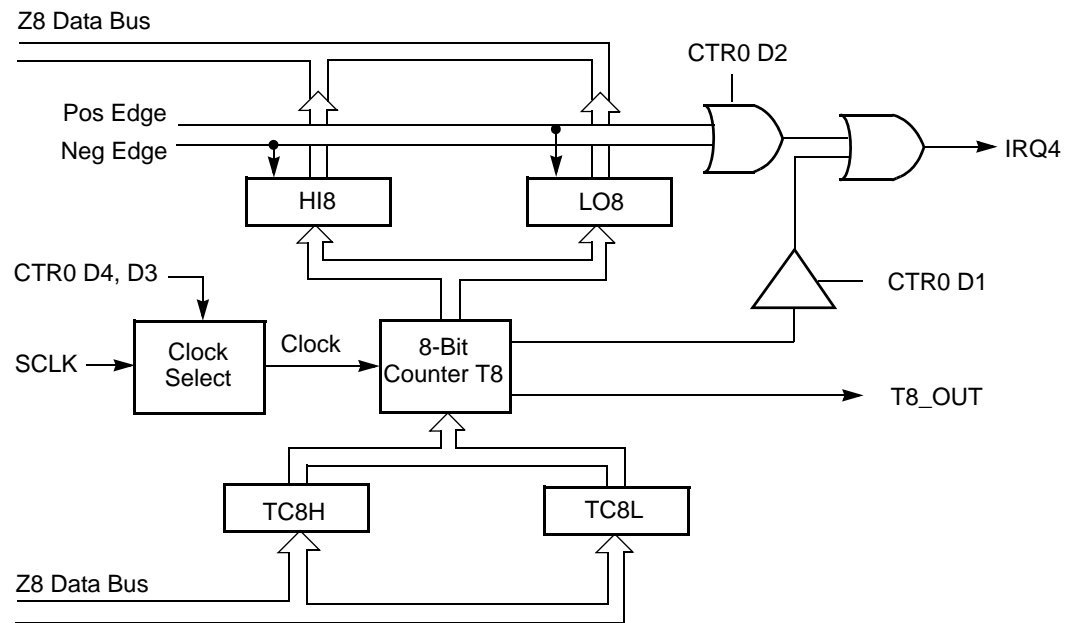 Z8 Data Bus
CTR0 D2
Pos Edge
Neg Edge
IRQ4
HI8
LO8
CTR0 D4, D3
CTR0 D1
SCLK
Clock
Select
Clock
8-Bit
Counter T8
T8_OUT
TC8H
TC8L
Z8 Data Bus